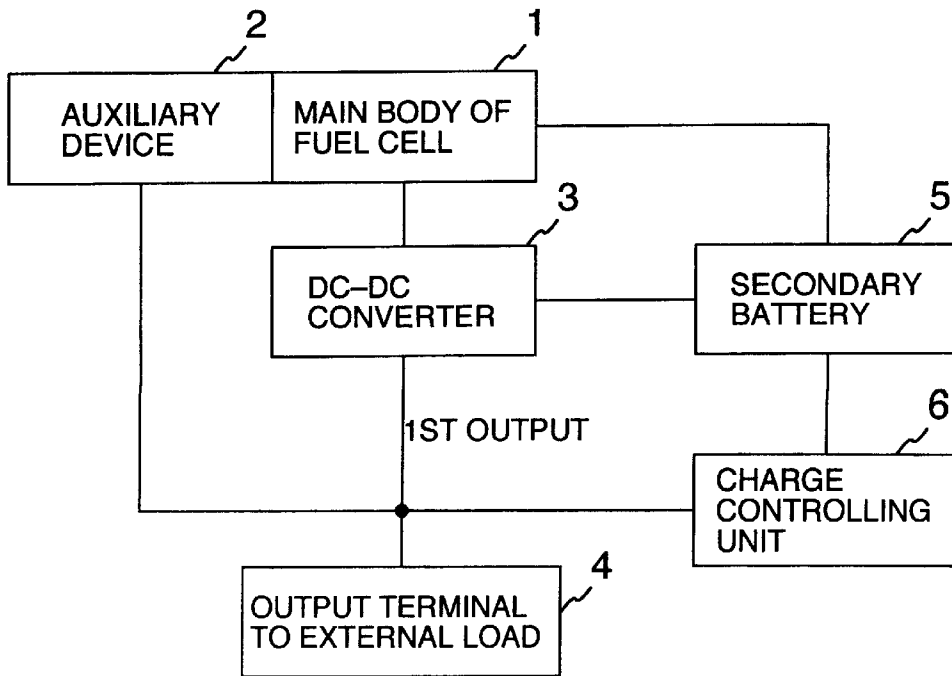 2
1
AUXILIARY
DEVICE
MAIN BODY OF
FUEL CELL
3
5
DC–DC
CONVERTER
SECONDARY
BATTERY
1ST OUTPUT
6
CHARGE
CONTROLLING
UNIT
4
OUTPUT TERMINAL
TO EXTERNAL LOAD